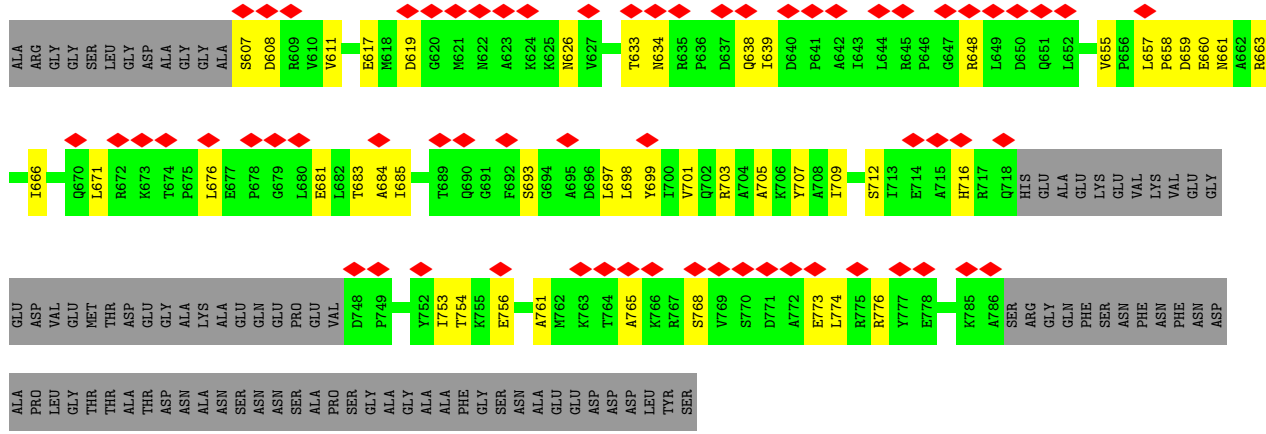 ALA ARG GLY GLY SER LEU GLY ASP ALA GLY GLY ALA S607 D608 R609 V610 V611 E617 M618 D619 G620 M621 N622 A623 K624 K625 N626 V627 T633 N634 R635 P636 D637 Q638 I639 D640 P641 A642 I643 L644 R645 P646 G647 R648 L649 D650 Q651 L652 V655 P656 L657 P658 D659 E660 N661 A662 R663
I666 Q670 L671 R672 K673 T674 P675 L676 E677 P678 G679 L680 E681 L682 T683 A684 I685 T689 Q690 G691 F692 S693 G694 A695 D696 L697 L698 Y699 I700 V701 Q702 R703 A704 A705 K706 Y707 A708 I709 S712 I713 E714 A715 H716 R717 Q718 HIS GLU ALA GLU LYS GLU VAL LYS VAL GLU GLY
GLU ASP VAL GLU MET THR ASP GLU GLY ALA LYS ALA GLU GLN GLU PRO GLU VAL D748 P749 Y752 I753 T754 K755 E756 A761 M762 K763 T764 A765 K766 R767 S768 V769 S770 D771 A772 E773 L774 R775 R776 Y777 E778 K785 A786 SER ARG GLY GLN PHE SER ASN PHE ASN PHE ASN ASP
ALA PRO LEU GLY THR THR ALA THR ASP ASN ALA ASN SER ASN ASN SER ALA PRO SER GLY ALA GLY ALA ALA PHE GLY SER ASN ALA GLU GLU ASP ASP ASP LEU TYR SER